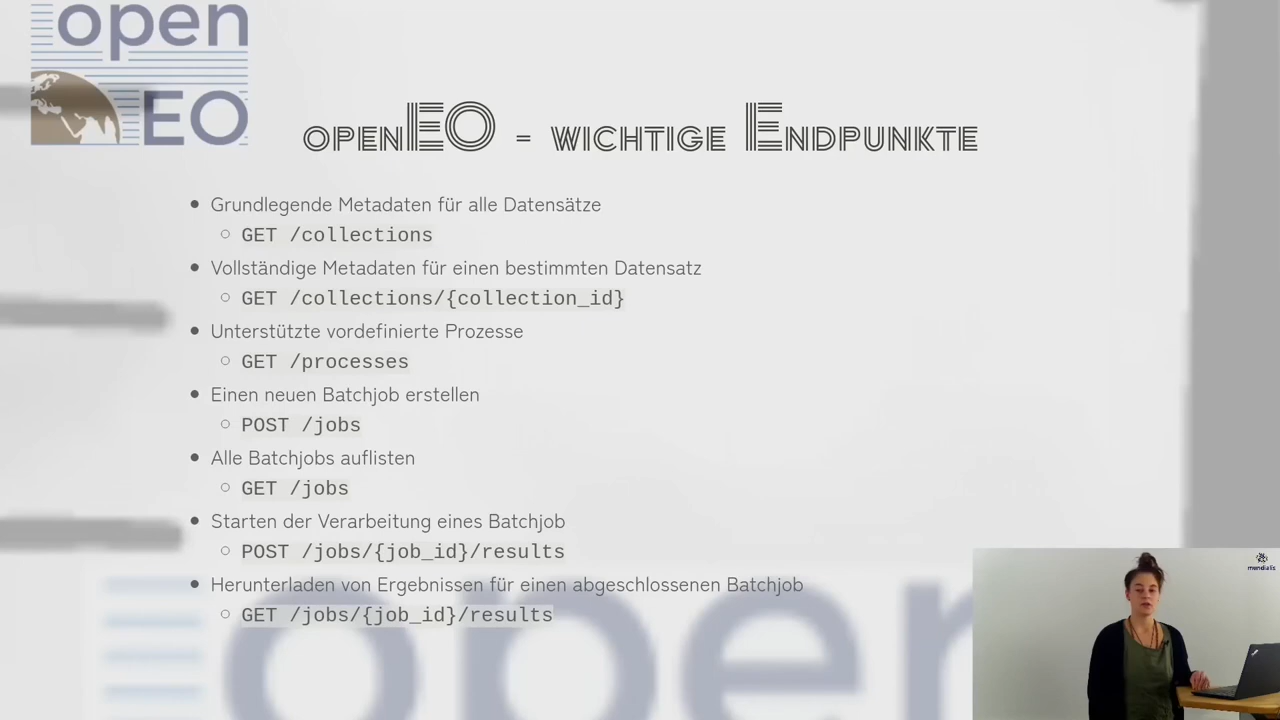 open
EO
openEO - wichtige Endpunkte
Grundlegende Metadaten für alle Datensätze
GET /collections
Vollständige Metadaten für einen bestimmten Datensatz
GET /collections/{collection_id}
Unterstützte vordefinierte Prozesse
GET /processes
Einen neuen Batchjob erstellen
POST /jobs
Alle Batchjobs auflisten
GET /jobs
Starten der Verarbeitung eines Batchjob
POST /jobs/{job_id}/results
Herunterladen von Ergebnissen für einen abgeschlossenen Batchjob
GET /jobs/{job_id}/results
open
mundialis